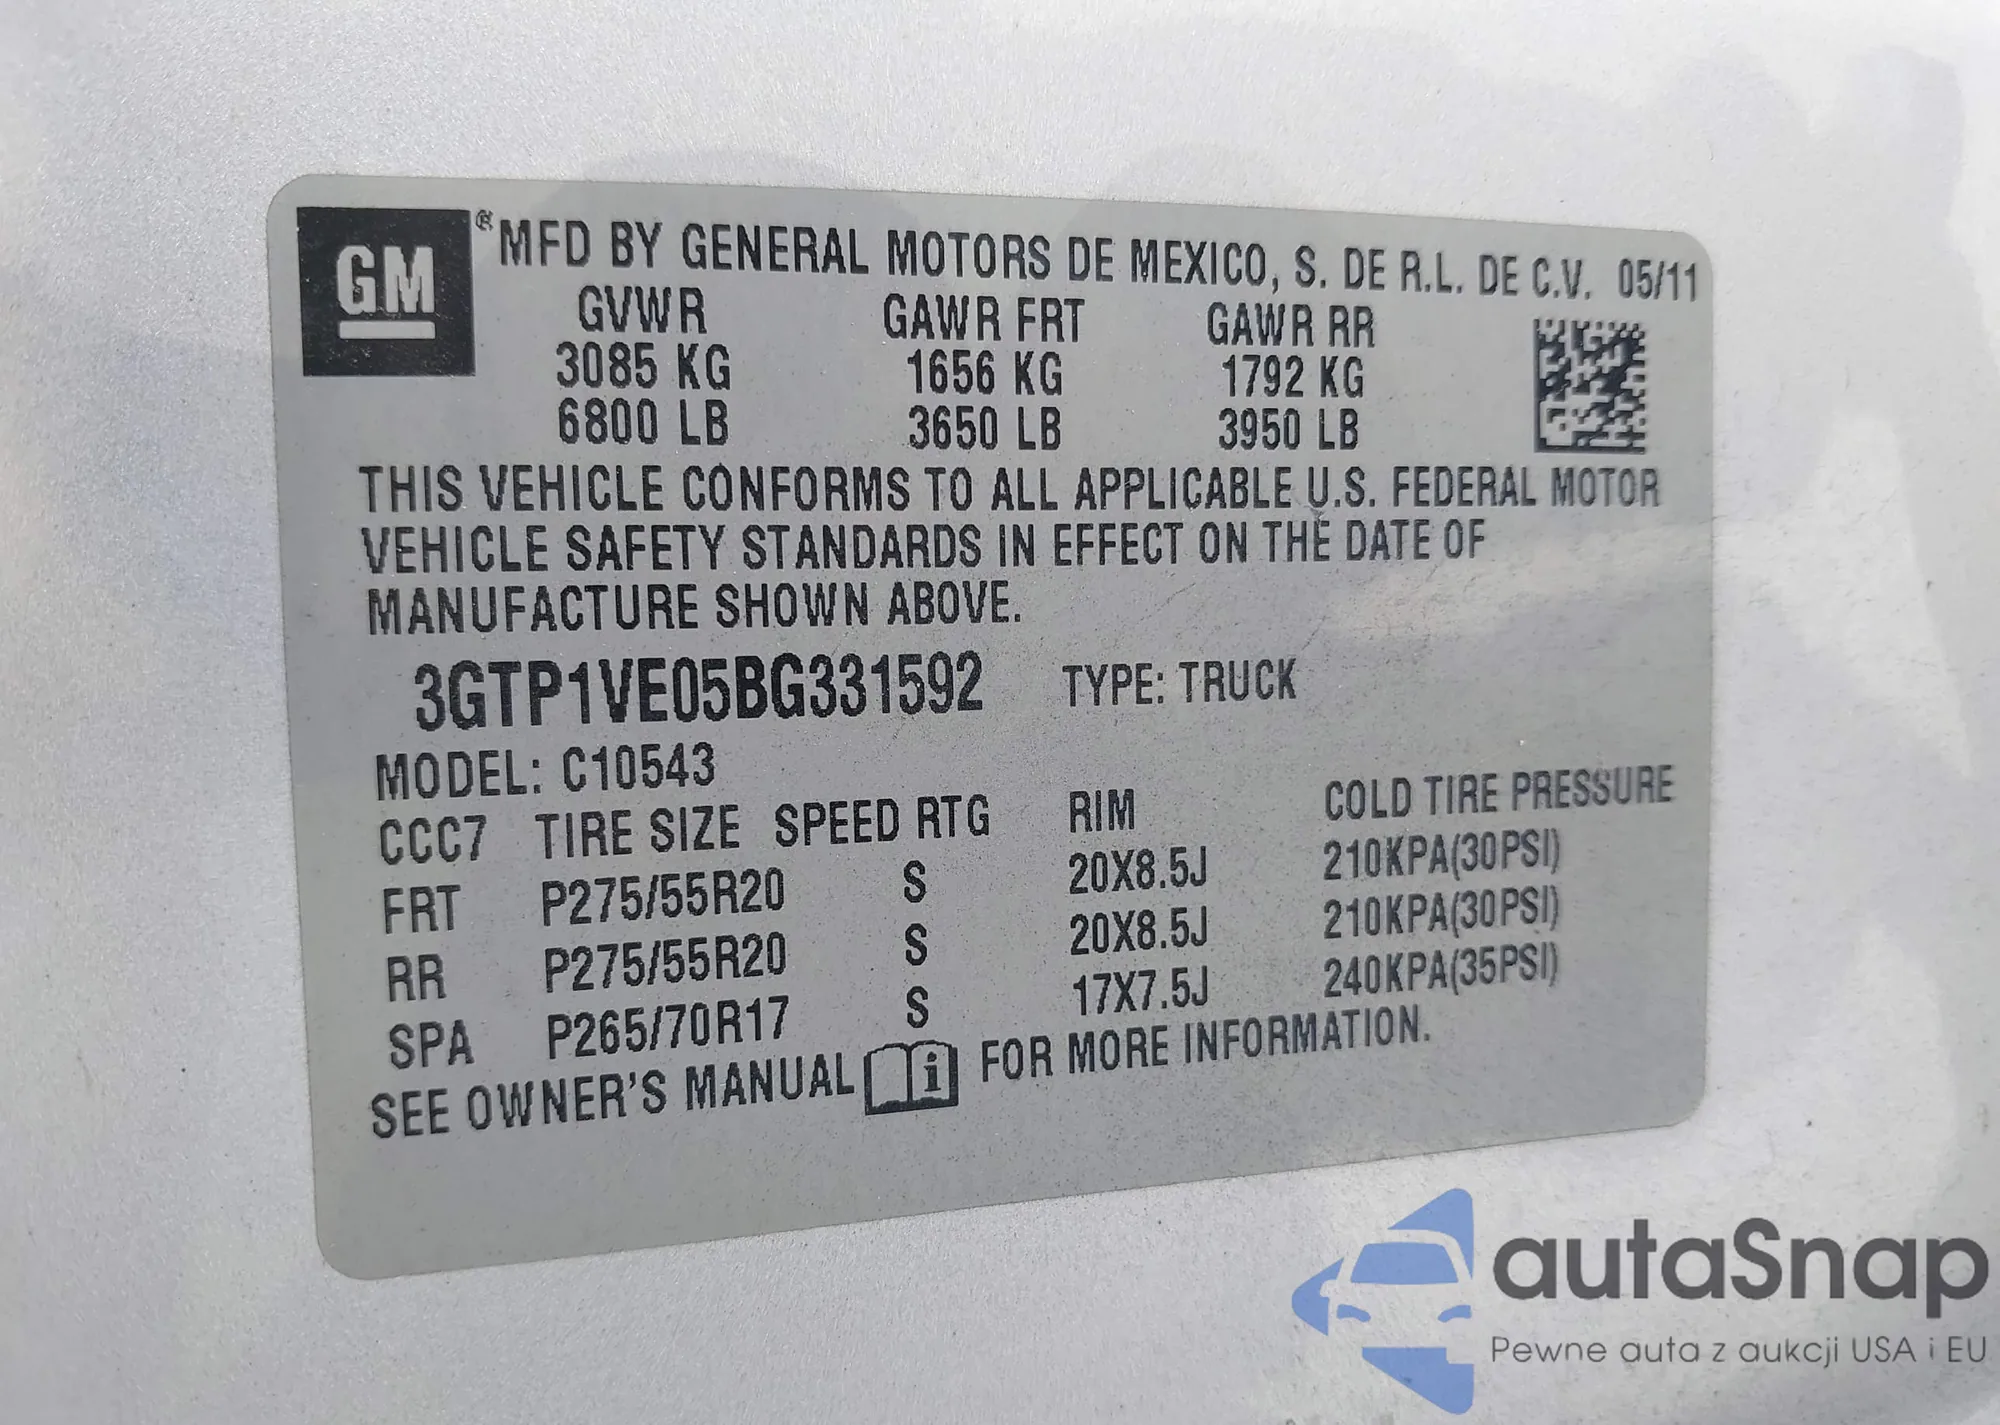 GM ® MFD BY GENERAL MOTORS DE MEXICO, S. DE R.L. DE C.V. 05/11
GVWR GAWR FRT GAWR RR
3085 KG 1656 KG 1792 KG
6800 LB 3650 LB 3950 LB
THIS VEHICLE CONFORMS TO ALL APPLICABLE U.S. FEDERAL MOTOR
VEHICLE SAFETY STANDARDS IN EFFECT ON THE DATE OF
MANUFACTURE SHOWN ABOVE.
3GTP1VE05BG331592 TYPE: TRUCK
MODEL: C10543
CCC7 TIRE SIZE SPEED RTG RIM COLD TIRE PRESSURE
FRT P275/55R20 S 20X8.5J 210KPA(30PSI)
RR P275/55R20 S 20X8.5J 210KPA(30PSI)
SPA P265/70R17 S 17X7.5J 240KPA(35PSI)
SEE OWNER'S MANUAL i FOR MORE INFORMATION.
autaSnap
Pewne auta z aukcji USA i EU